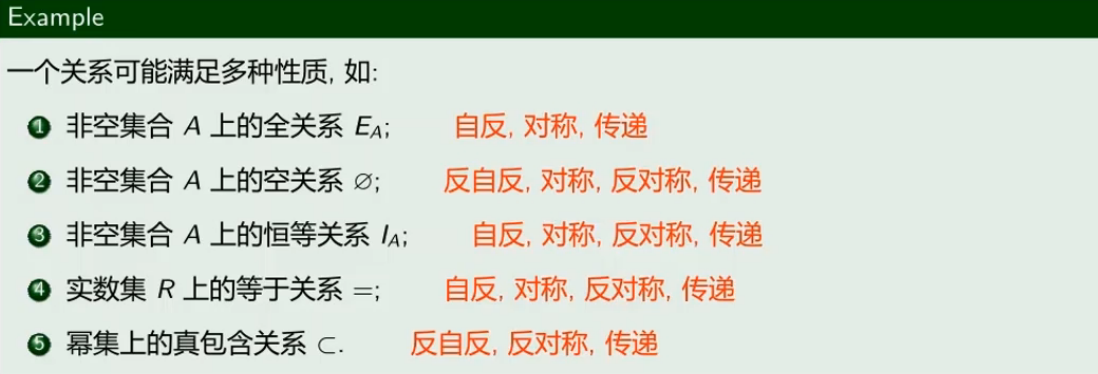 Example
一个关系可能满足多种性质, 如:
1 非空集合 A 上的全关系 E_A; 自反, 对称, 传递
2 非空集合 A 上的空关系 ∅; 反自反, 对称, 反对称, 传递
3 非空集合 A 上的恒等关系 I_A; 自反, 对称, 反对称, 传递
4 实数集 R 上的等于关系 =; 自反, 对称, 反对称, 传递
5 幂集上的真包含关系 ⊂. 反自反, 反对称, 传递